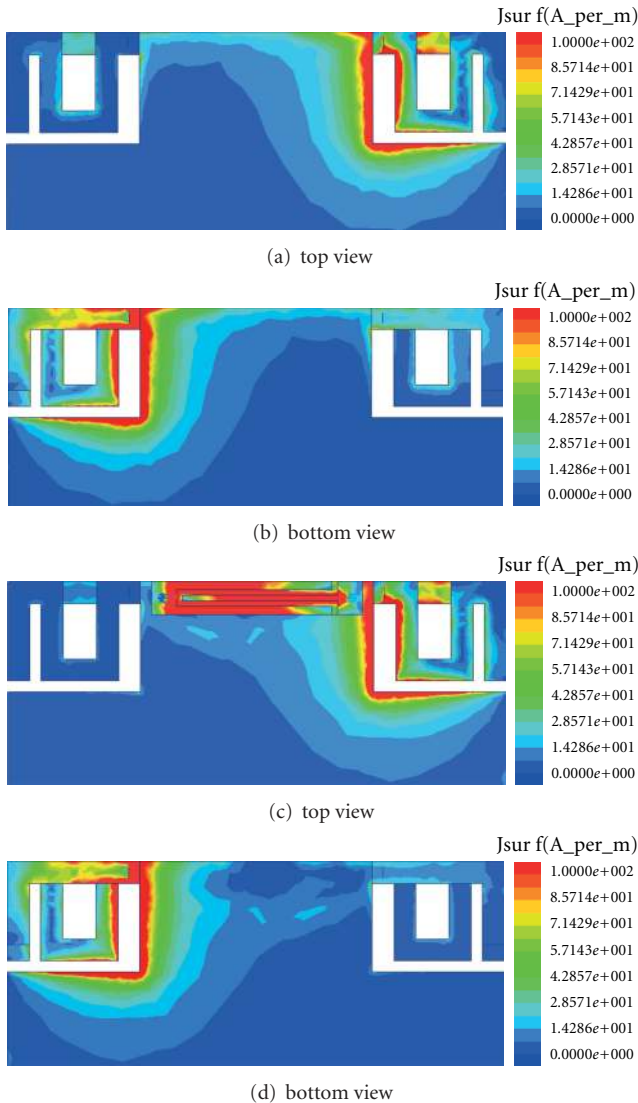 Jsur f(A_per_m)
1.0000e+002
8.5714e+001
7.1429e+001
5.7143e+001
4.2857e+001
2.8571e+001
1.4286e+001
0.0000e+000
(a) top view
Jsur f(A_per_m)
1.0000e+002
8.5714e+001
7.1429e+001
5.7143e+001
4.2857e+001
2.8571e+001
1.4286e+001
0.0000e+000
(b) bottom view
Jsur f(A_per_m)
1.0000e+002
8.5714e+001
7.1429e+001
5.7143e+001
4.2857e+001
2.8571e+001
1.4286e+001
0.0000e+000
(c) top view
Jsur f(A_per_m)
1.0000e+002
8.5714e+001
7.1429e+001
5.7143e+001
4.2857e+001
2.8571e+001
1.4286e+001
0.0000e+000
(d) bottom view